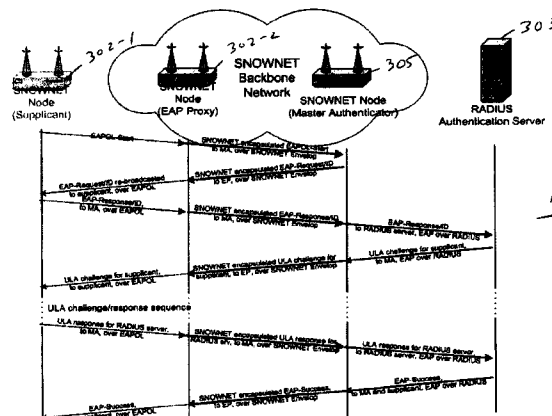 302-1
302-2
305
303
SNOWNET
Backbone
Network
SNOWNET
Node
(Supplicant)
SNOWNET
Node
(EAP Proxy)
SNOWNET Node
(Master Authenticator)
RADIUS
Authentication Server
EAPOL-Start
SNOWNET encapsulated EAPOL-Start
to MA, over SNOWNET Envelop
SNOWNET encapsulated EAP-Request/ID
to EP, over SNOWNET Envelop
EAP-Request/ID re-broadcasted
to supplicant, over EAPOL
EAP-Response/ID,
to MA, over EAPOL
SNOWNET encapsulated EAP-Response/ID
to MA, over SNOWNET Envelop
EAP-Response/ID
to RADIUS server, EAP over RADIUS
ULA challenge for supplicant,
to MA, EAP over RADIUS
SNOWNET encapsulated ULA challenge for
supplicant, to EP, over SNOWNET Envelop
ULA challenge for supplicant,
to supplicant, over EAPOL
ULA challenge/response sequence
ULA response for RADIUS server,
to MA, over EAPOL
SNOWNET encapsulated ULA response for
RADIUS srv, to MA, over SNOWNET Envelop
ULA response for RADIUS server,
to RADIUS server, EAP over RADIUS
EAP-Success,
to MA and supplicant, EAP over RADIUS
SNOWNET encapsulated EAP-Success,
to EP, over SNOWNET Envelop
EAP-Success,
to supplicant, over EAPOL